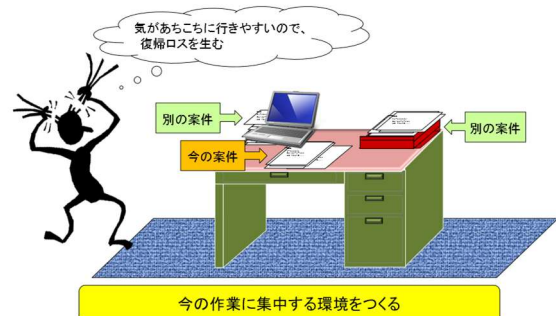 気があちこちに行きやすいので、
復帰ロスを生む
別の案件
別の案件
今の案件
今の作業に集中する環境をつくる